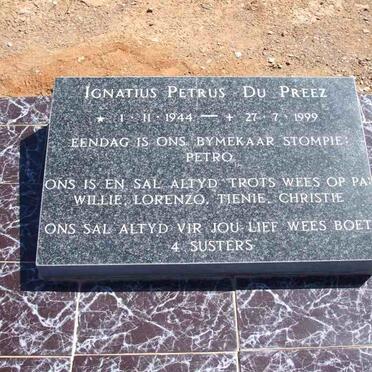 IGNATIUS PETRUS DU PREEZ
★ 1·11·1944 — + 27·7·1999
EENDAG IS ONS BYMEKAAR STOMPIE:
PETRO
ONS IS EN SAL ALTYD TROTS WEES OP PA:
WILLIE, LORENZO, TIENIE, CHRISTIE
ONS SAL ALTYD VIR JOU LIEF WEES BOET
4 SUSTERS